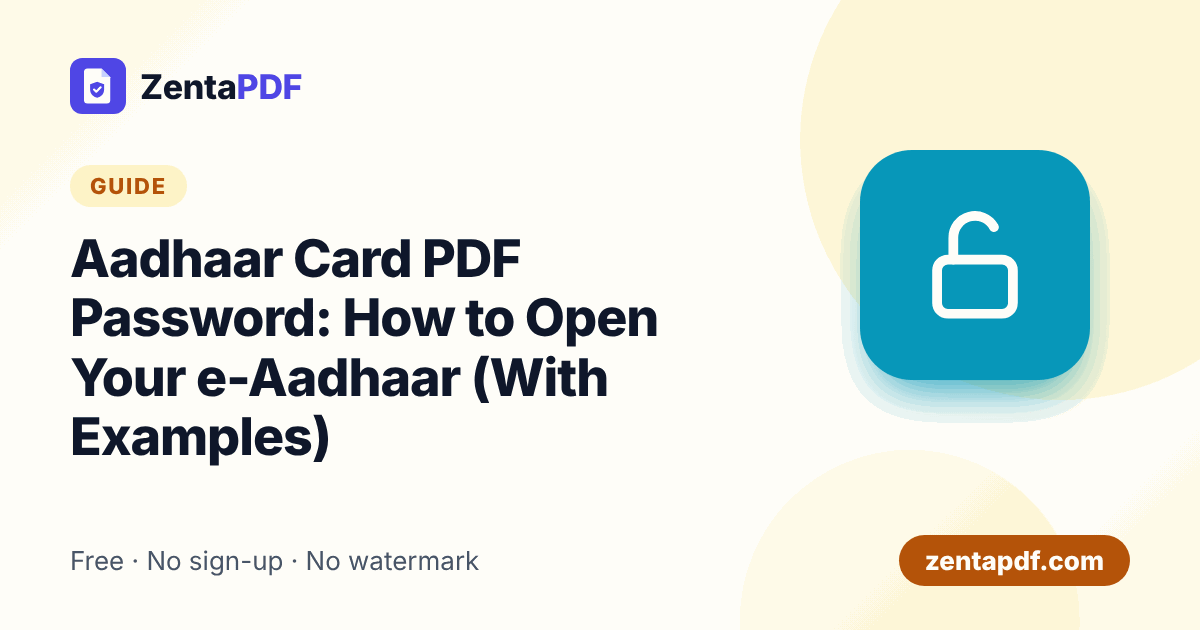 ZentaPDF
GUIDE
Aadhaar Card PDF
Password: How to Open
Your e-Aadhaar (With
Examples)
Free · No sign-up · No watermark
zentapdf.com